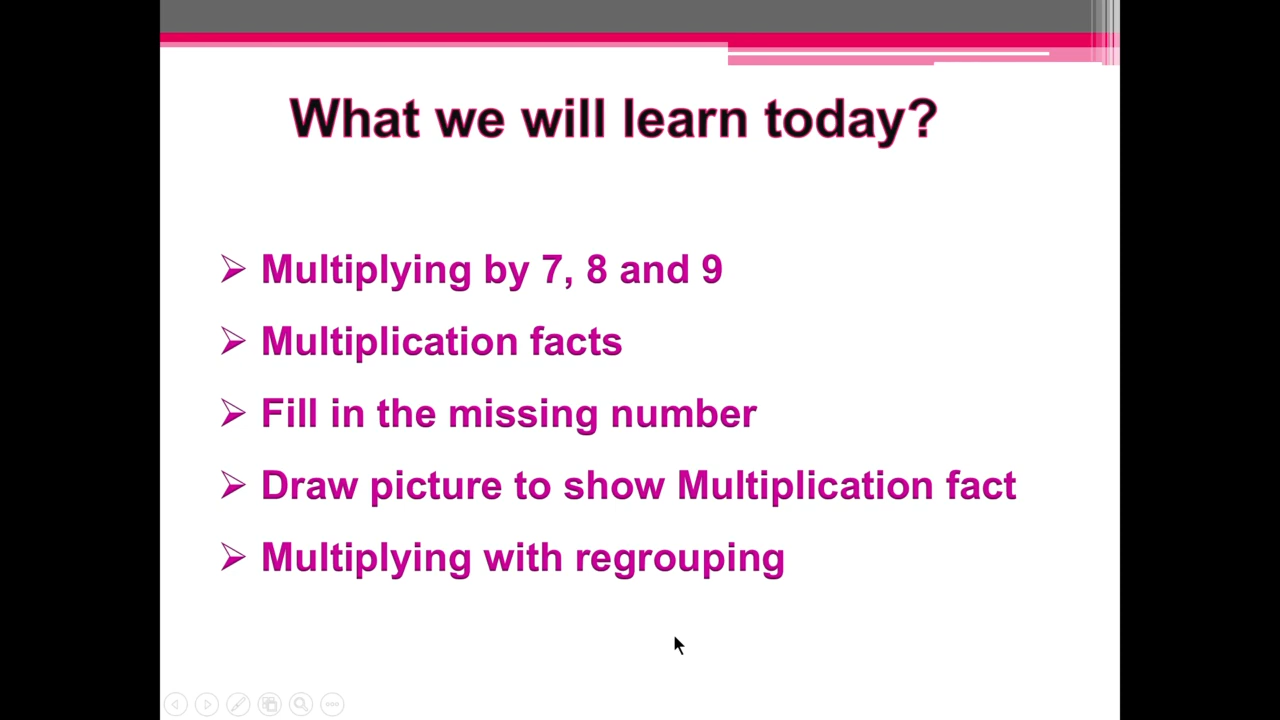 What we will learn today?
➢ Multiplying by 7, 8 and 9
➢ Multiplication facts
➢ Fill in the missing number
➢ Draw picture to show Multiplication fact
➢ Multiplying with regrouping